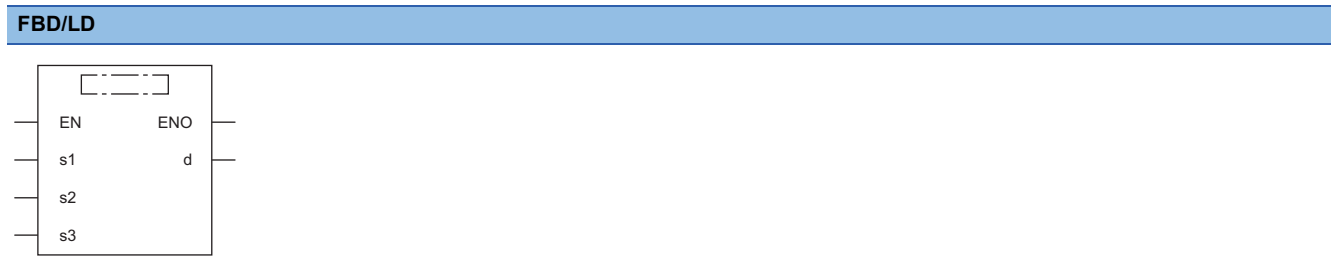 FBD/LD
EN ENO
s1 d
s2
s3